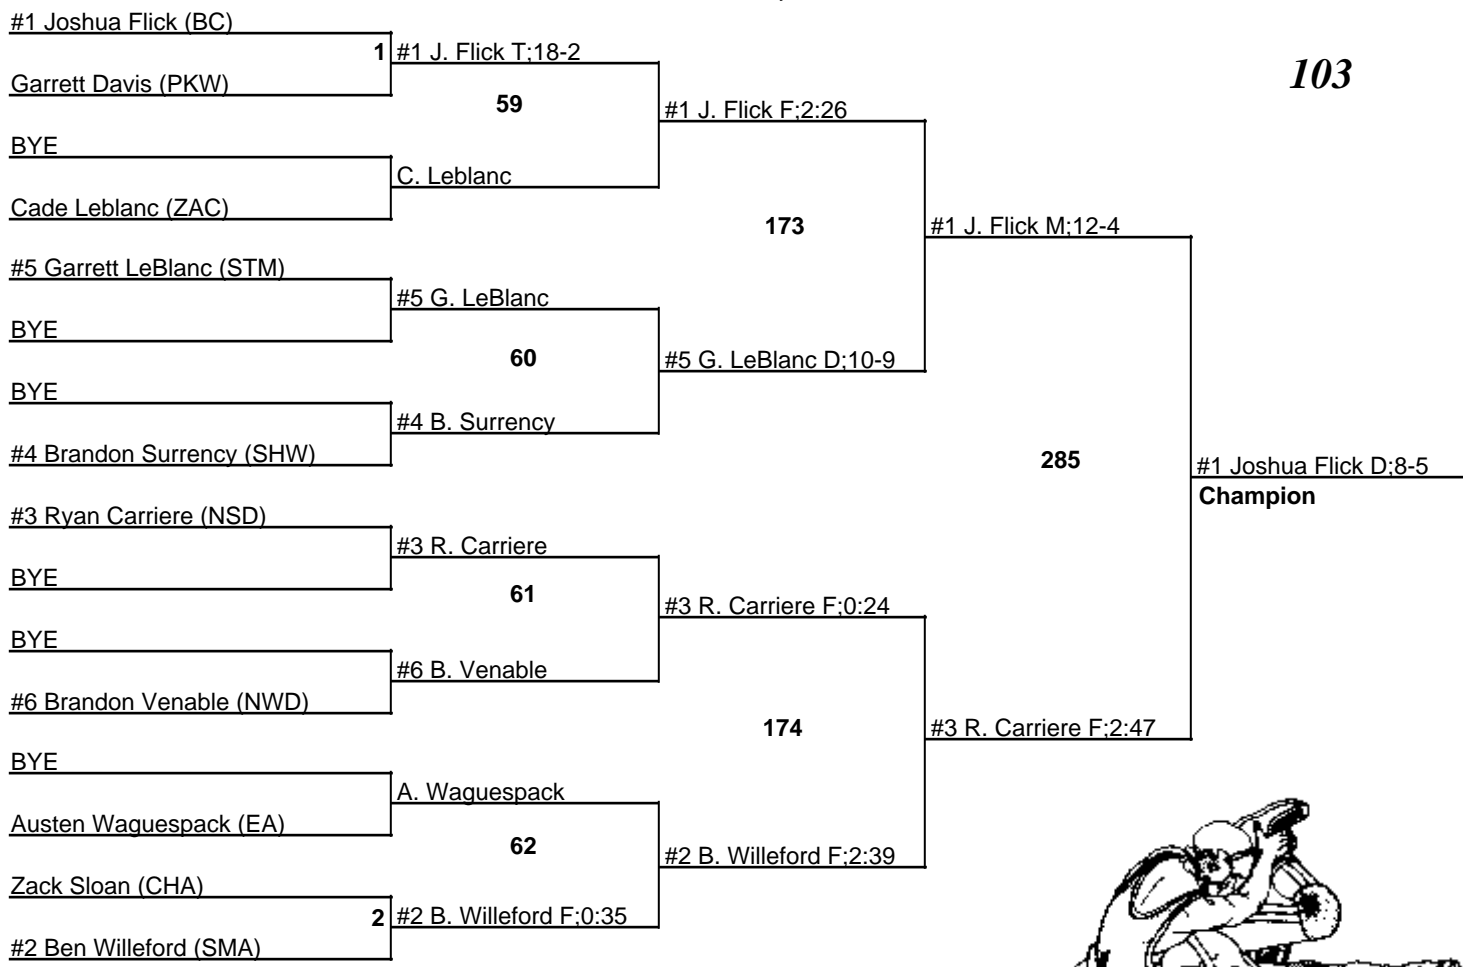 #1 Joshua Flick (BC)
1
#1 J. Flick T;18-2
103
Garrett Davis (PKW)
59
#1 J. Flick F;2:26
BYE
C. Leblanc
Cade Leblanc (ZAC)
173
#1 J. Flick M;12-4
#5 Garrett LeBlanc (STM)
#5 G. LeBlanc
BYE
60
#5 G. LeBlanc D;10-9
BYE
#4 B. Surrency
#4 Brandon Surrency (SHW)
285
#1 Joshua Flick D;8-5
Champion
#3 Ryan Carriere (NSD)
#3 R. Carriere
BYE
61
#3 R. Carriere F;0:24
BYE
#6 B. Venable
#6 Brandon Venable (NWD)
174
#3 R. Carriere F;2:47
BYE
A. Waguespack
Austen Waguespack (EA)
62
#2 B. Willeford F;2:39
Zack Sloan (CHA)
2
#2 B. Willeford F;0:35
#2 Ben Willeford (SMA)